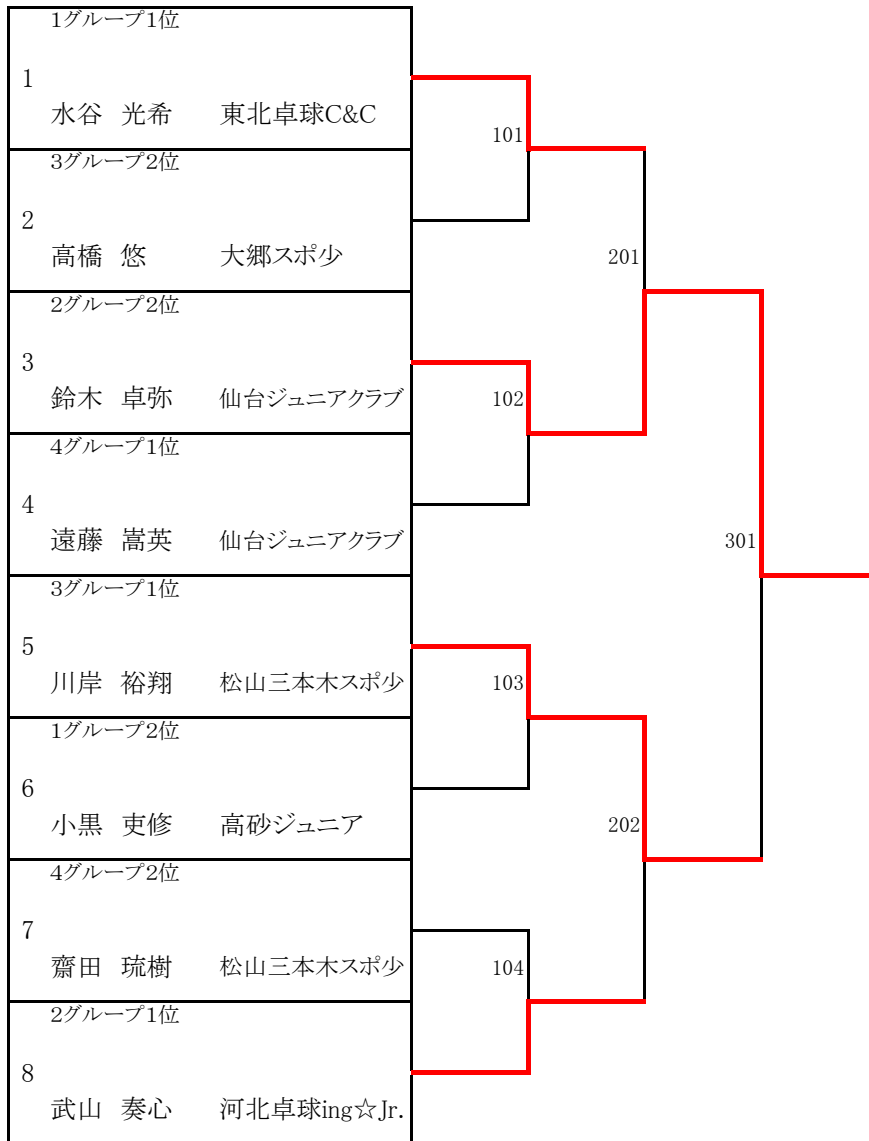 1グループ1位
1
水谷 光希 東北卓球C&C
101
3グループ2位
2
高橋 悠 大郷スポ少
201
2グループ2位
3
鈴木 卓弥 仙台ジュニアクラブ
102
4グループ1位
4
遠藤 嵩英 仙台ジュニアクラブ
301
3グループ1位
5
川岸 裕翔 松山三本木スポ少
103
1グループ2位
6
小黒 吏修 高砂ジュニア
202
4グループ2位
7
齋田 琉樹 松山三本木スポ少
104
2グループ1位
8
武山 奏心 河北卓球ing☆Jr.